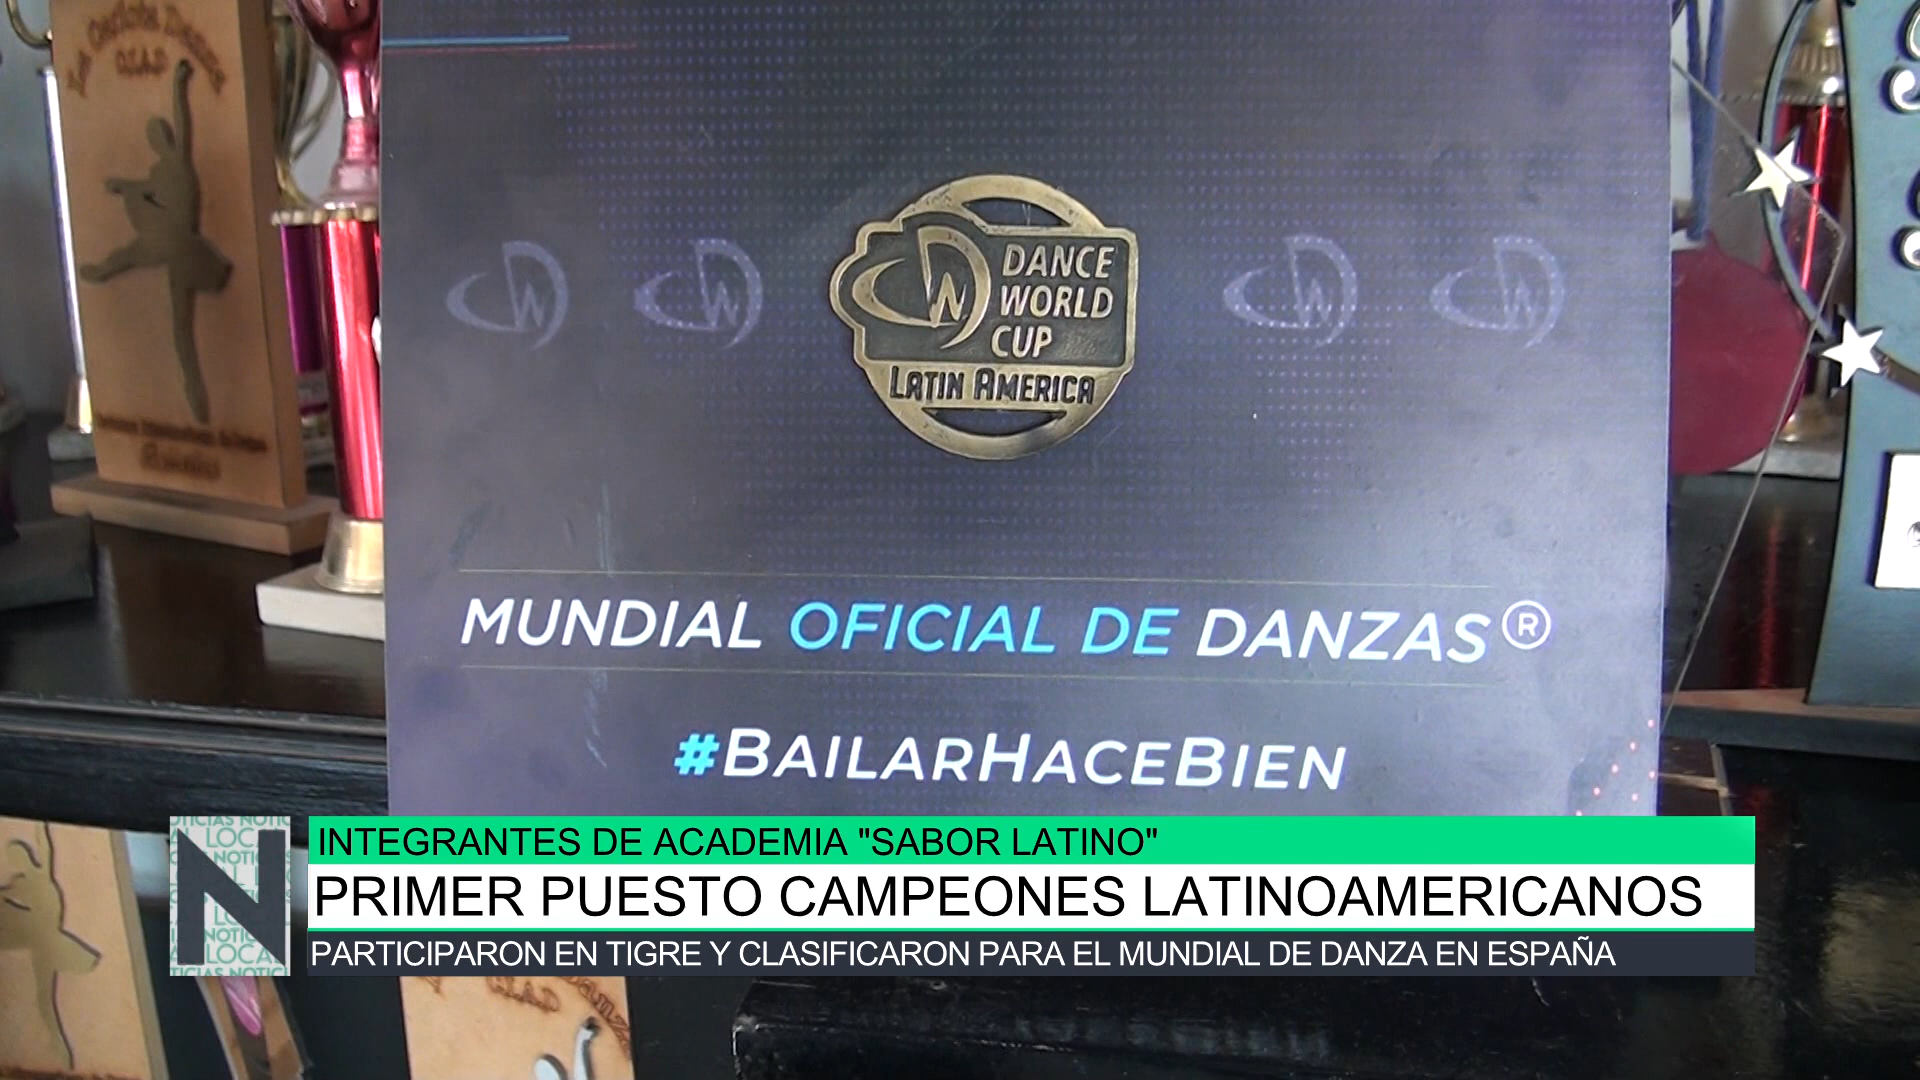 DANCE
WORLD
CUP
LATIN AMERICA
MUNDIAL OFICIAL DE DANZAS®
#BAILARHACEBIEN
INTEGRANTES DE ACADEMIA "SABOR LATINO"
PRIMER PUESTO CAMPEONES LATINOAMERICANOS
PARTICIPARON EN TIGRE Y CLASIFICARON PARA EL MUNDIAL DE DANZA EN ESPAÑA
N